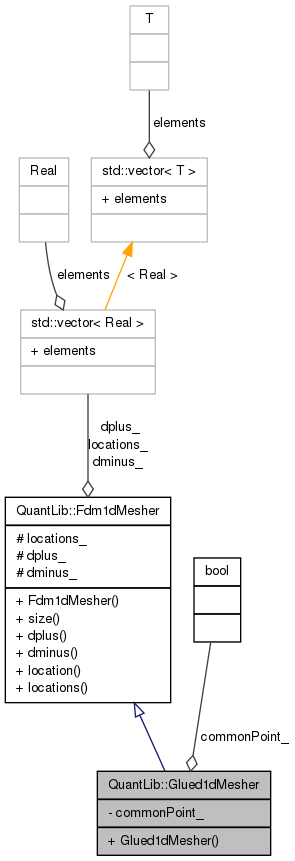 T
elements
Real
std::vector< T >
+ elements
elements
< Real >
std::vector< Real >
+ elements
dplus_
locations_
dminus_
QuantLib::Fdm1dMesher
# locations_
# dplus_
# dminus_
+ Fdm1dMesher()
+ size()
+ dplus()
+ dminus()
+ location()
+ locations()
bool
commonPoint_
QuantLib::Glued1dMesher
- commonPoint_
+ Glued1dMesher()